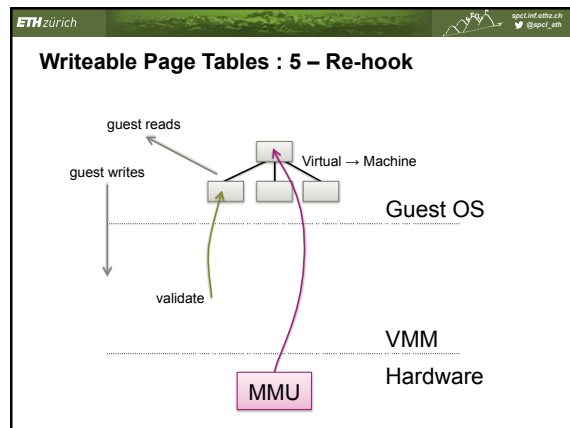 ETH zürich
spcl.inf.ethz.ch
@spcl_eth
Writeable Page Tables : 5 – Re-hook
guest reads
Virtual → Machine
guest writes
Guest OS
validate
VMM
Hardware
MMU